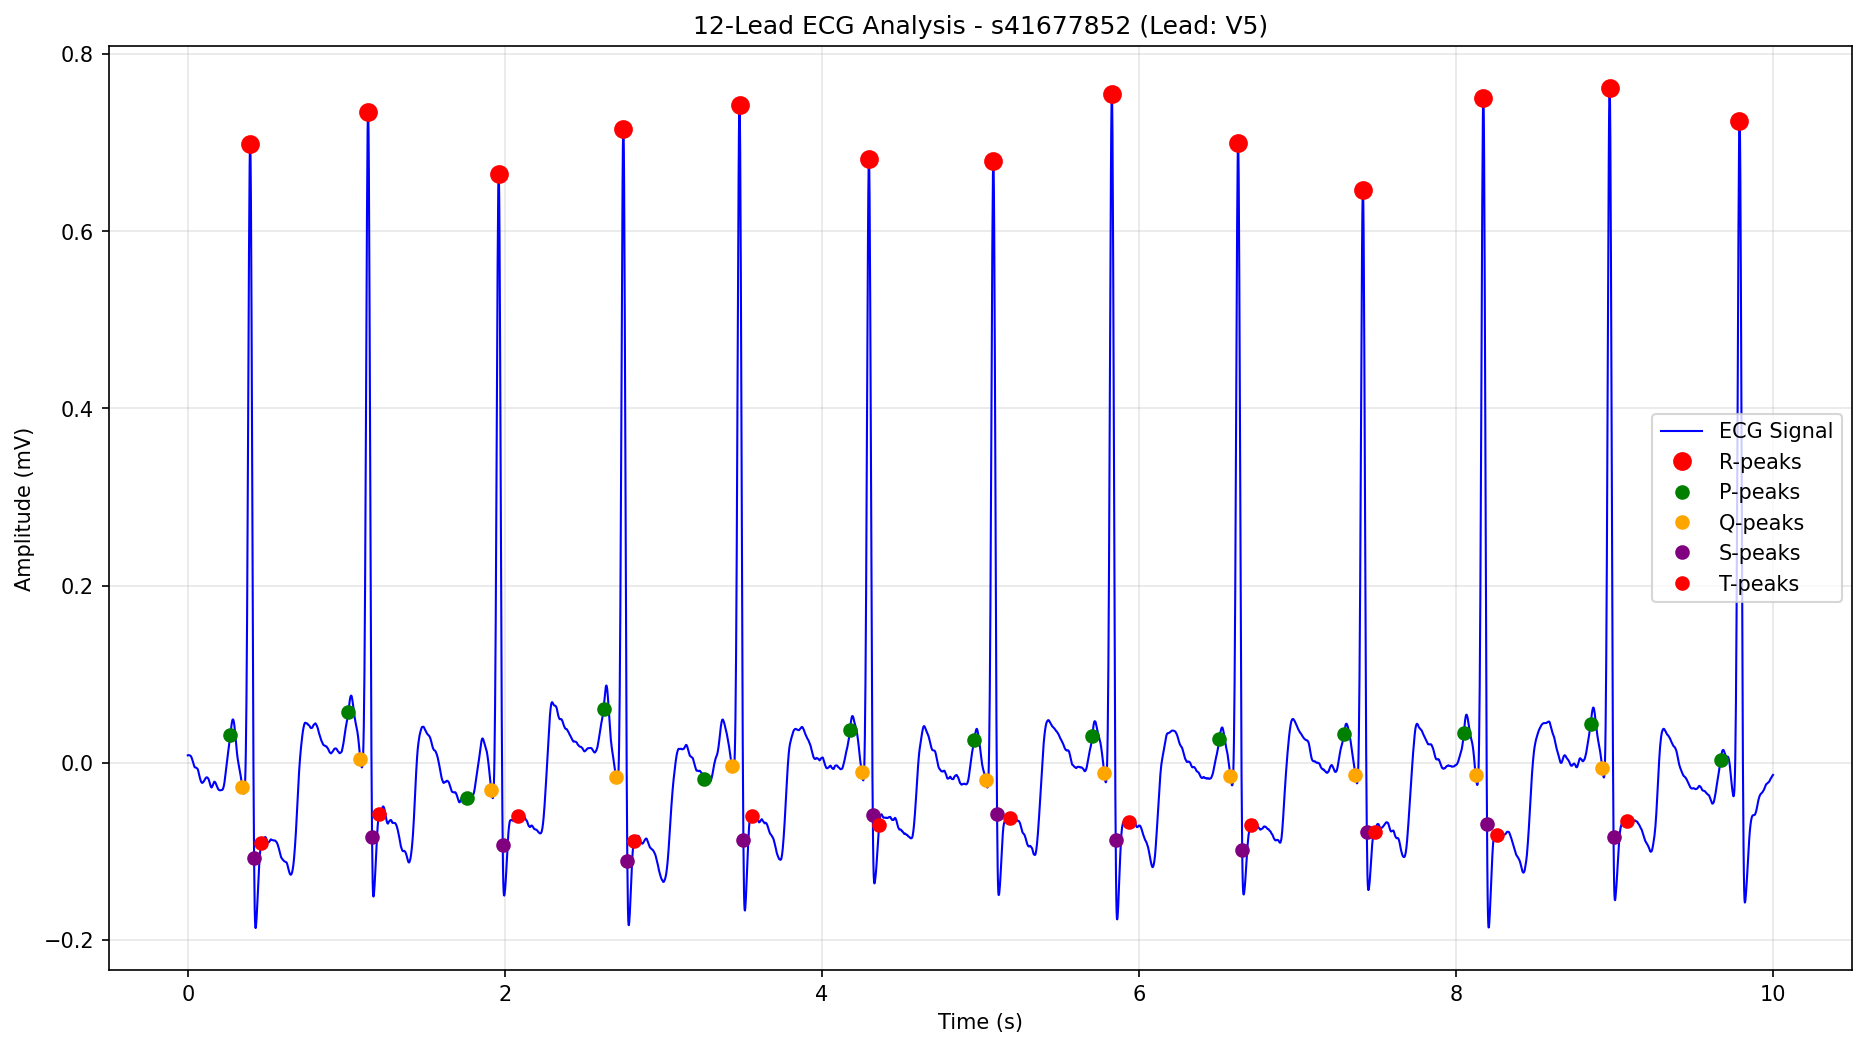 12-Lead ECG Analysis - s41677852 (Lead: V5)
Amplitude (mV)
0.8
0.6
0.4
0.2
0.0
−0.2
ECG Signal
R-peaks
P-peaks
Q-peaks
S-peaks
T-peaks
0 2 4 6 8 10
Time (s)